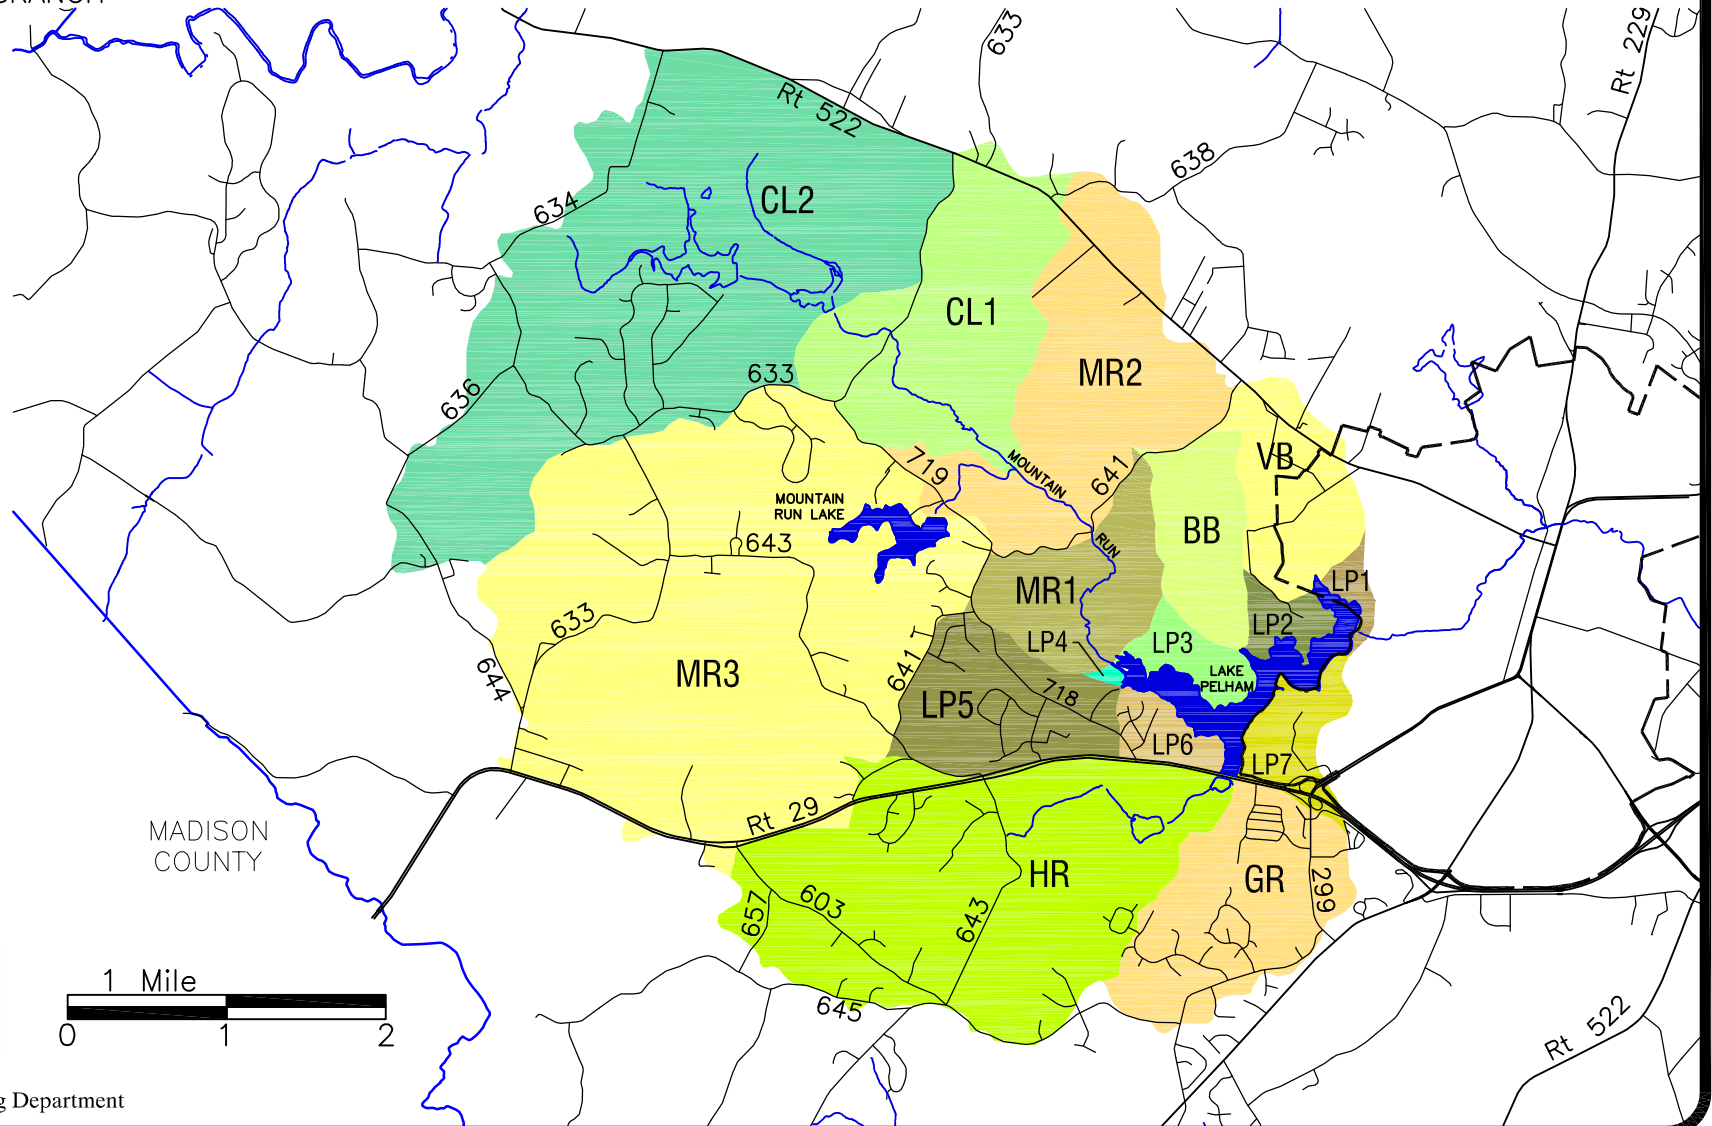 633
Rt 229
Rt 522
638
CL2
634
CL1
MR2
633
636
VB
719
MOUNTAIN
641
MOUNTAIN
RUN LAKE
BB
643
RUN
LP1
MR1
633
LP2
LP4
LP3
641
MR3
LAKE
PELHAM
644
718
LP5
LP6
LP7
Rt 29
MADISON
COUNTY
HR
GR
299
603
657
643
1 Mile
645
Rt 522
0 1 2
Department